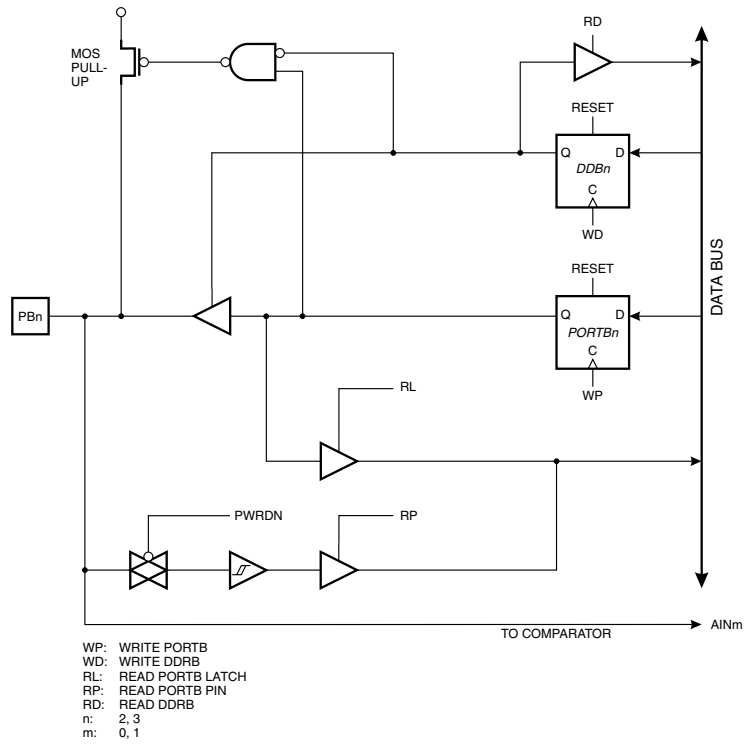 RD
MOS
PULL-
UP
RESET
Q D
DDBn
C
WD
DATA BUS
RESET
PBn
Q D
PORTBn
C
WP
RL
PWRDN
RP
TO COMPARATOR
AINm
WP: WRITE PORTB
WD: WRITE DDRB
RL: READ PORTB LATCH
RP: READ PORTB PIN
RD: READ DDRB
n: 2, 3
m: 0, 1